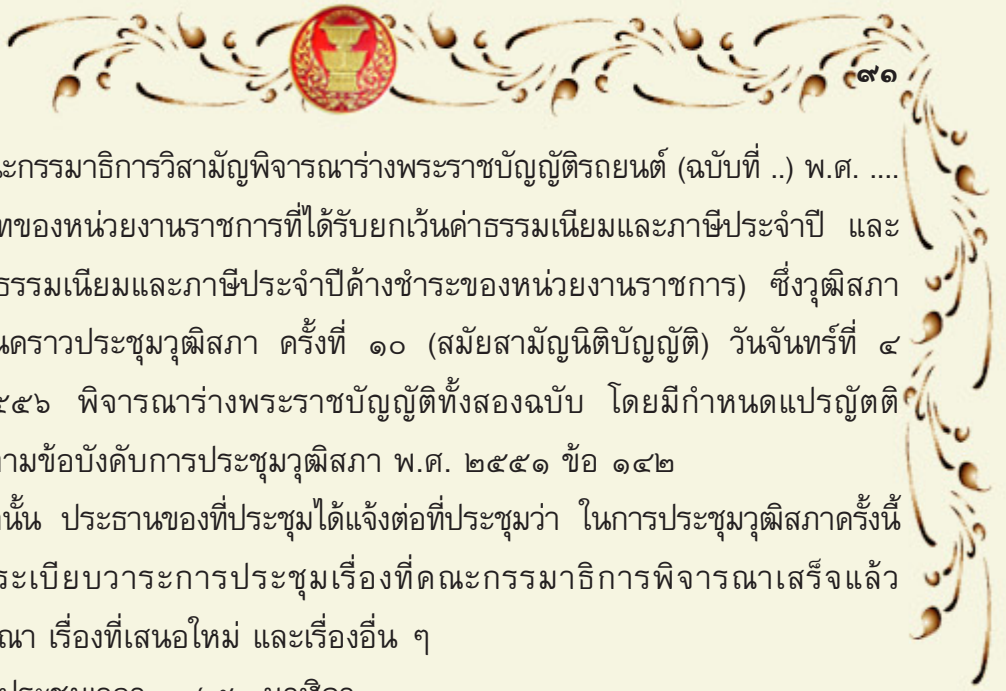 ๙๑
ะกรรมาธิการวิสามัญพิจารณาร่างพระราชบัญญัติรถยนต์ (ฉบับที่ ..) พ.ศ. ....
ทของหน่วยงานราชการที่ได้รับยกเว้นค่าธรรมเนียมและภาษีประจำปี และ
ธรรมเนียมและภาษีประจำปีค้างชำระของหน่วยงานราชการ) ซึ่งวุฒิสภา
นคราวประชุมวุฒิสภา ครั้งที่ ๑๐ (สมัยสามัญนิติบัญญัติ) วันจันทร์ที่ ๔
๕๕๖ พิจารณาร่างพระราชบัญญัติทั้งสองฉบับ โดยมีกำหนดแปรญัตติ
ามข้อบังคับการประชุมวุฒิสภา พ.ศ. ๒๕๕๑ ข้อ ๑๔๒
นั้น ประธานของที่ประชุมได้แจ้งต่อที่ประชุมว่า ในการประชุมวุฒิสภาครั้งนี้
ระเบียบวาระการประชุมเรื่องที่คณะกรรมาธิการพิจารณาเสร็จแล้ว
ณา เรื่องที่เสนอใหม่ และเรื่องอื่น ๆ